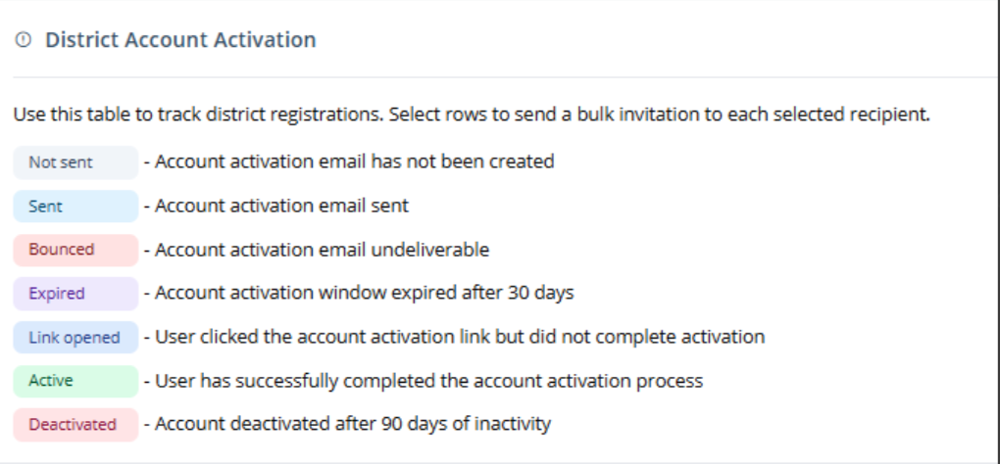 District Account Activation
Use this table to track district registrations. Select rows to send a bulk invitation to each selected recipient.
Not sent - Account activation email has not been created
Sent - Account activation email sent
Bounced - Account activation email undeliverable
Expired - Account activation window expired after 30 days
Link opened - User clicked the account activation link but did not complete activation
Active - User has successfully completed the account activation process
Deactivated - Account deactivated after 90 days of inactivity